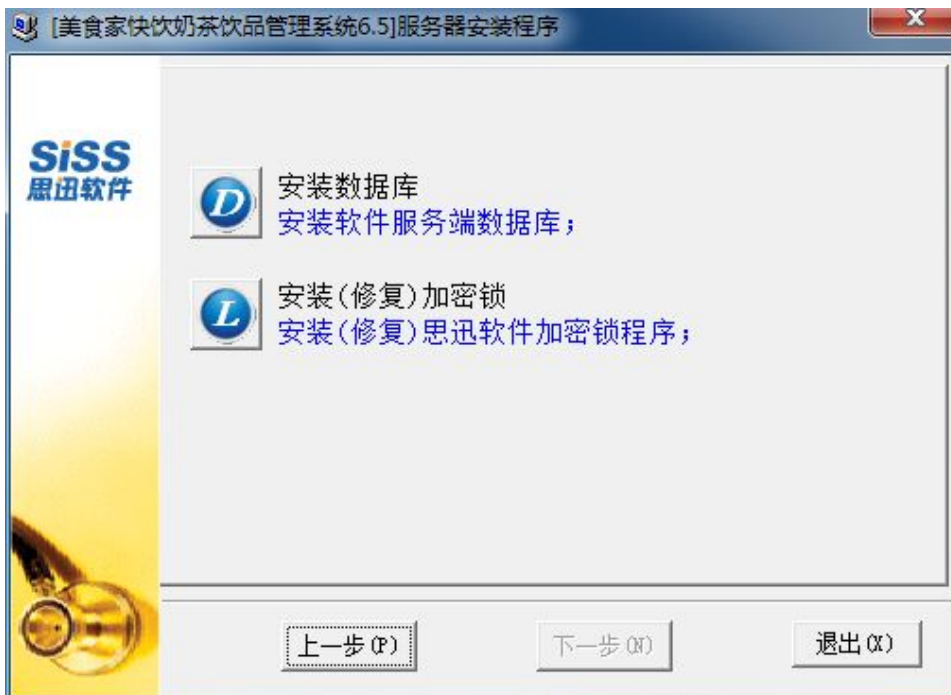 [美食家快饮奶茶饮品管理系统6.5]服务器安装程序
SiSS
思迅软件
D
安装数据库
安装软件服务端数据库；
L
安装(修复)加密锁
安装(修复)思迅软件加密锁程序；
上一步(P)
下一步(N)
退出(X)